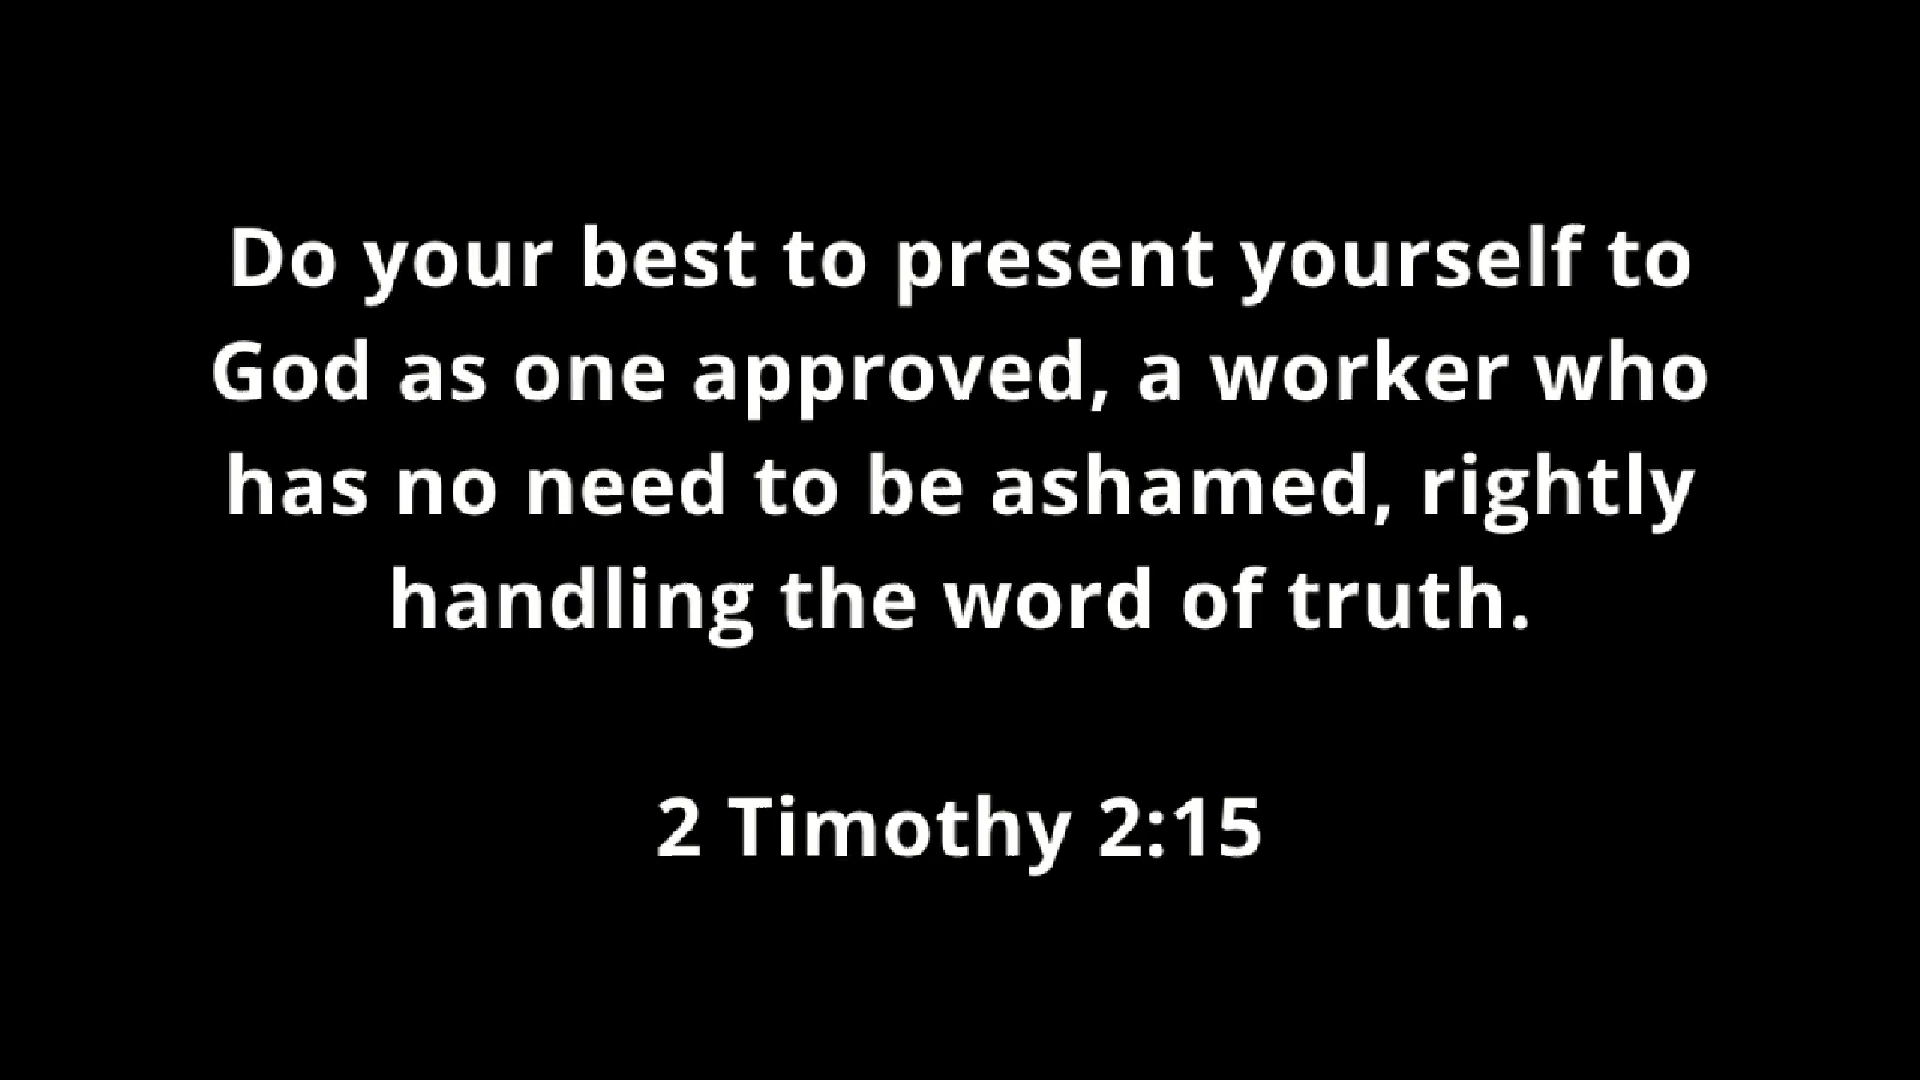 Do your best to present yourself to
God as one approved, a worker who
has no need to be ashamed, rightly
handling the word of truth.
2 Timothy 2:15